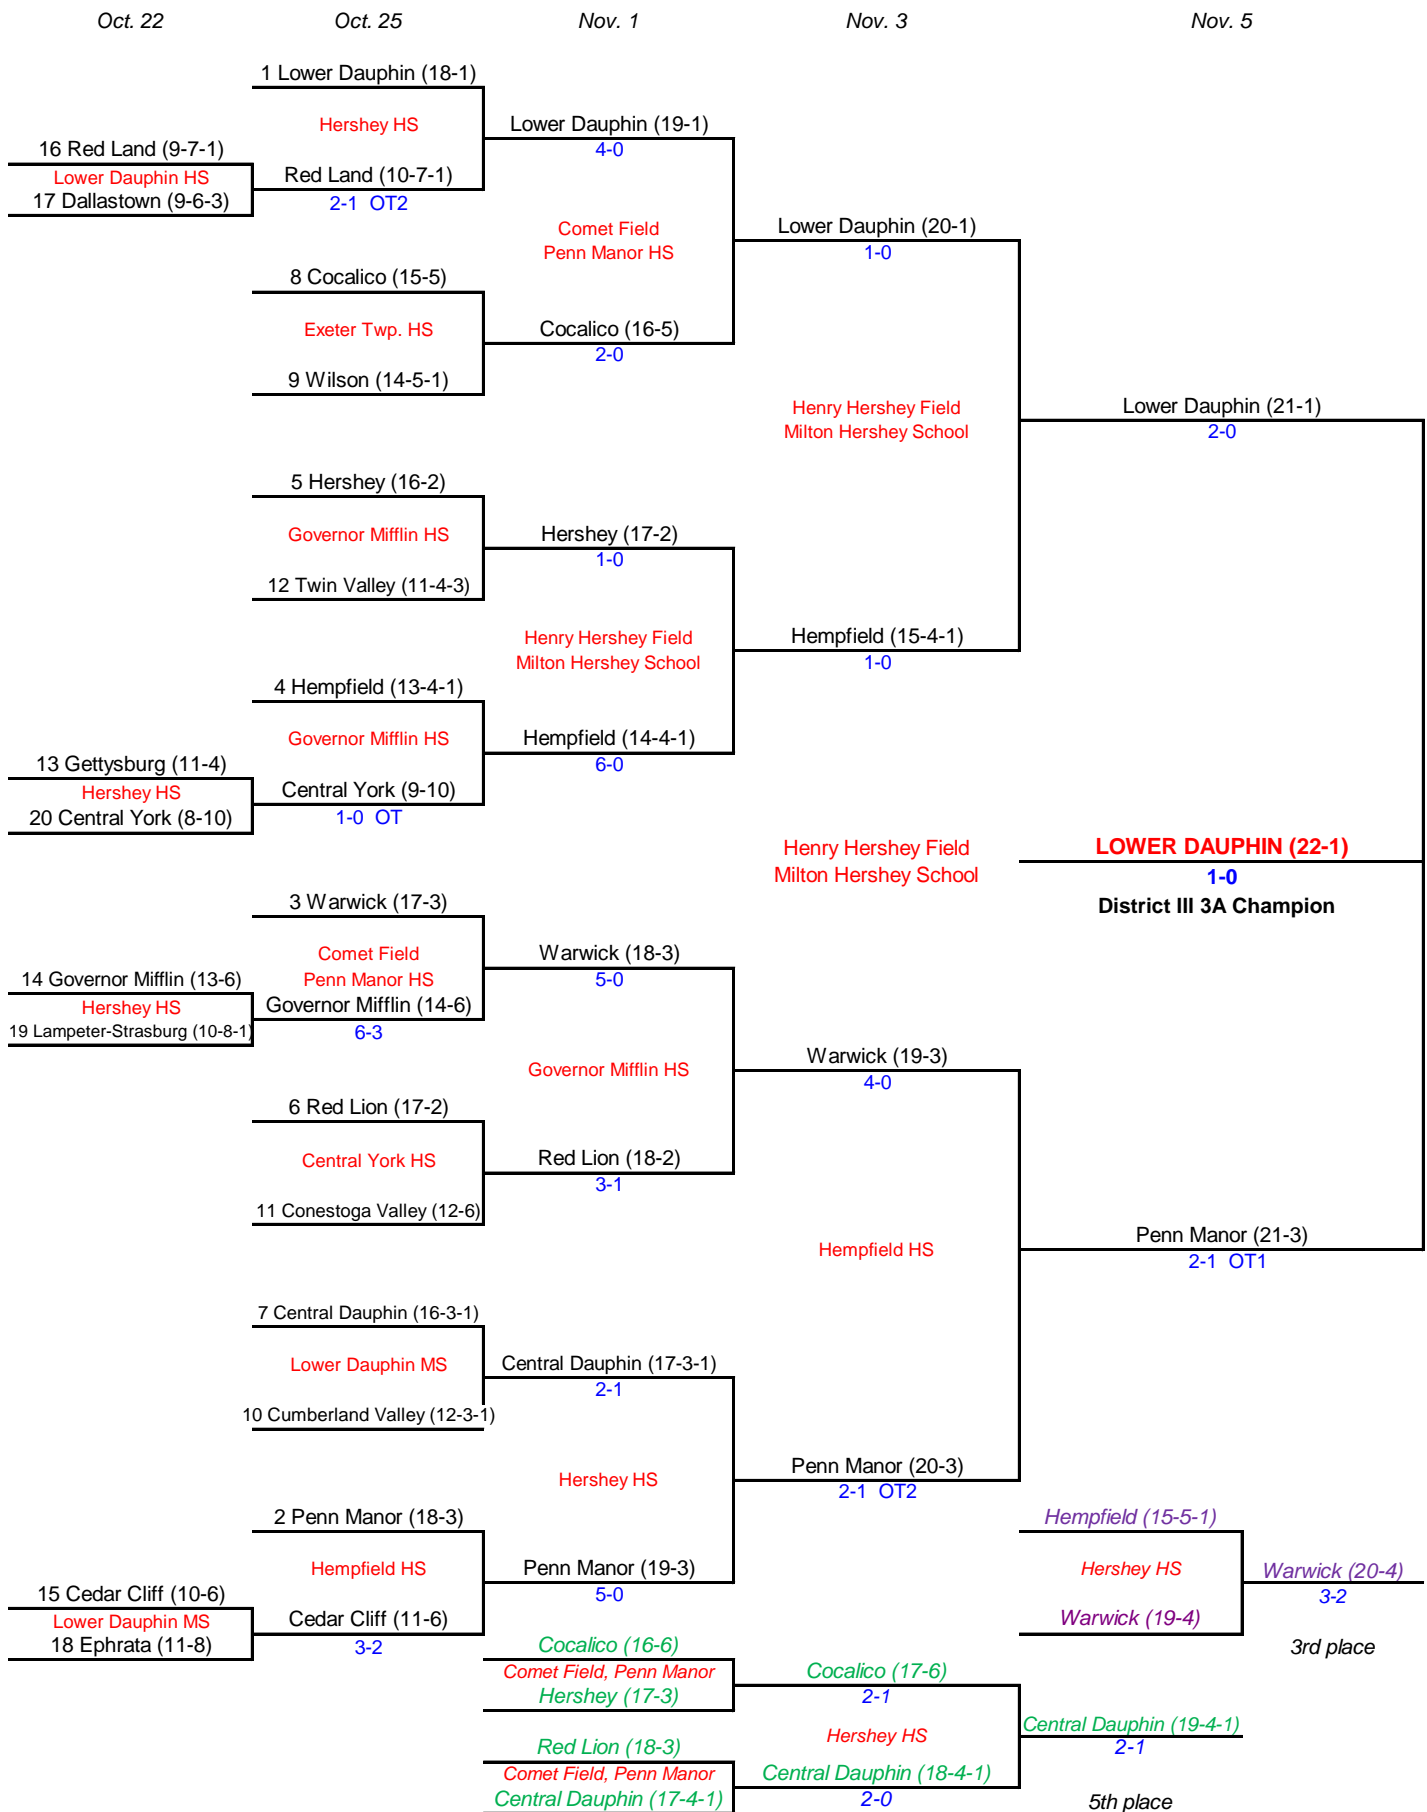 Oct. 22 Oct. 25 Nov. 1 Nov. 3 Nov. 5
1 Lower Dauphin (18-1)
Hershey HS
Lower Dauphin (19-1)
4-0
16 Red Land (9-7-1)
Lower Dauphin HS
17 Dallastown (9-6-3)
Red Land (10-7-1)
2-1 OT2
Comet Field
Penn Manor HS
Lower Dauphin (20-1)
1-0
8 Cocalico (15-5)
Exeter Twp. HS
Cocalico (16-5)
2-0
9 Wilson (14-5-1)
Henry Hershey Field
Milton Hershey School
Lower Dauphin (21-1)
2-0
5 Hershey (16-2)
Governor Mifflin HS
Hershey (17-2)
1-0
12 Twin Valley (11-4-3)
Henry Hershey Field
Milton Hershey School
Hempfield (15-4-1)
1-0
4 Hempfield (13-4-1)
Governor Mifflin HS
Hempfield (14-4-1)
6-0
13 Gettysburg (11-4)
Hershey HS
20 Central York (8-10)
Central York (9-10)
1-0 OT
Henry Hershey Field
Milton Hershey School
LOWER DAUPHIN (22-1)
1-0
District III 3A Champion
3 Warwick (17-3)
Comet Field
Penn Manor HS
Warwick (18-3)
5-0
14 Governor Mifflin (13-6)
Hershey HS
19 Lampeter-Strasburg (10-8-1)
Governor Mifflin (14-6)
6-3
Governor Mifflin HS
Warwick (19-3)
4-0
6 Red Lion (17-2)
Central York HS
Red Lion (18-2)
3-1
11 Conestoga Valley (12-6)
Hempfield HS
Penn Manor (21-3)
2-1 OT1
7 Central Dauphin (16-3-1)
Lower Dauphin MS
Central Dauphin (17-3-1)
2-1
10 Cumberland Valley (12-3-1)
Hershey HS
Penn Manor (20-3)
2-1 OT2
2 Penn Manor (18-3)
Hempfield HS
Penn Manor (19-3)
5-0
15 Cedar Cliff (10-6)
Lower Dauphin MS
18 Ephrata (11-8)
Cedar Cliff (11-6)
3-2
Hempfield (15-5-1)
Hershey HS
Warwick (19-4)
Warwick (20-4)
3-2
3rd place
Cocalico (16-6)
Comet Field, Penn Manor
Hershey (17-3)
Cocalico (17-6)
2-1
Hershey HS
Central Dauphin (19-4-1)
2-1
Red Lion (18-3)
Comet Field, Penn Manor
Central Dauphin (17-4-1)
Central Dauphin (18-4-1)
2-0
5th place